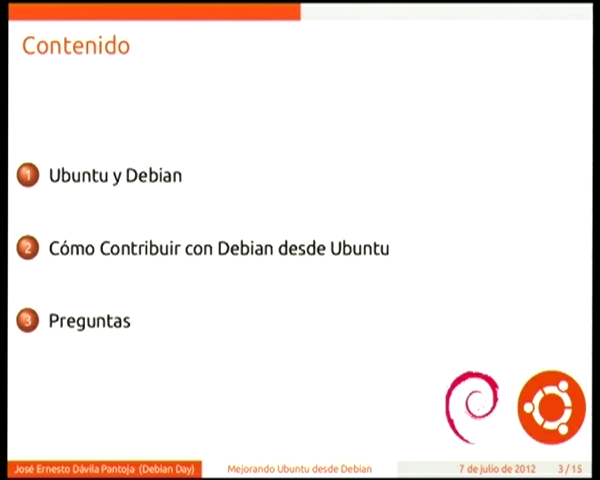 Contenido
1 Ubuntu y Debian
2 Cómo Contribuir con Debian desde Ubuntu
3 Preguntas
José Ernesto Dávila Pantoja (Debian Day) Mejorando Ubuntu desde Debian 7 de julio de 2012 3 / 15